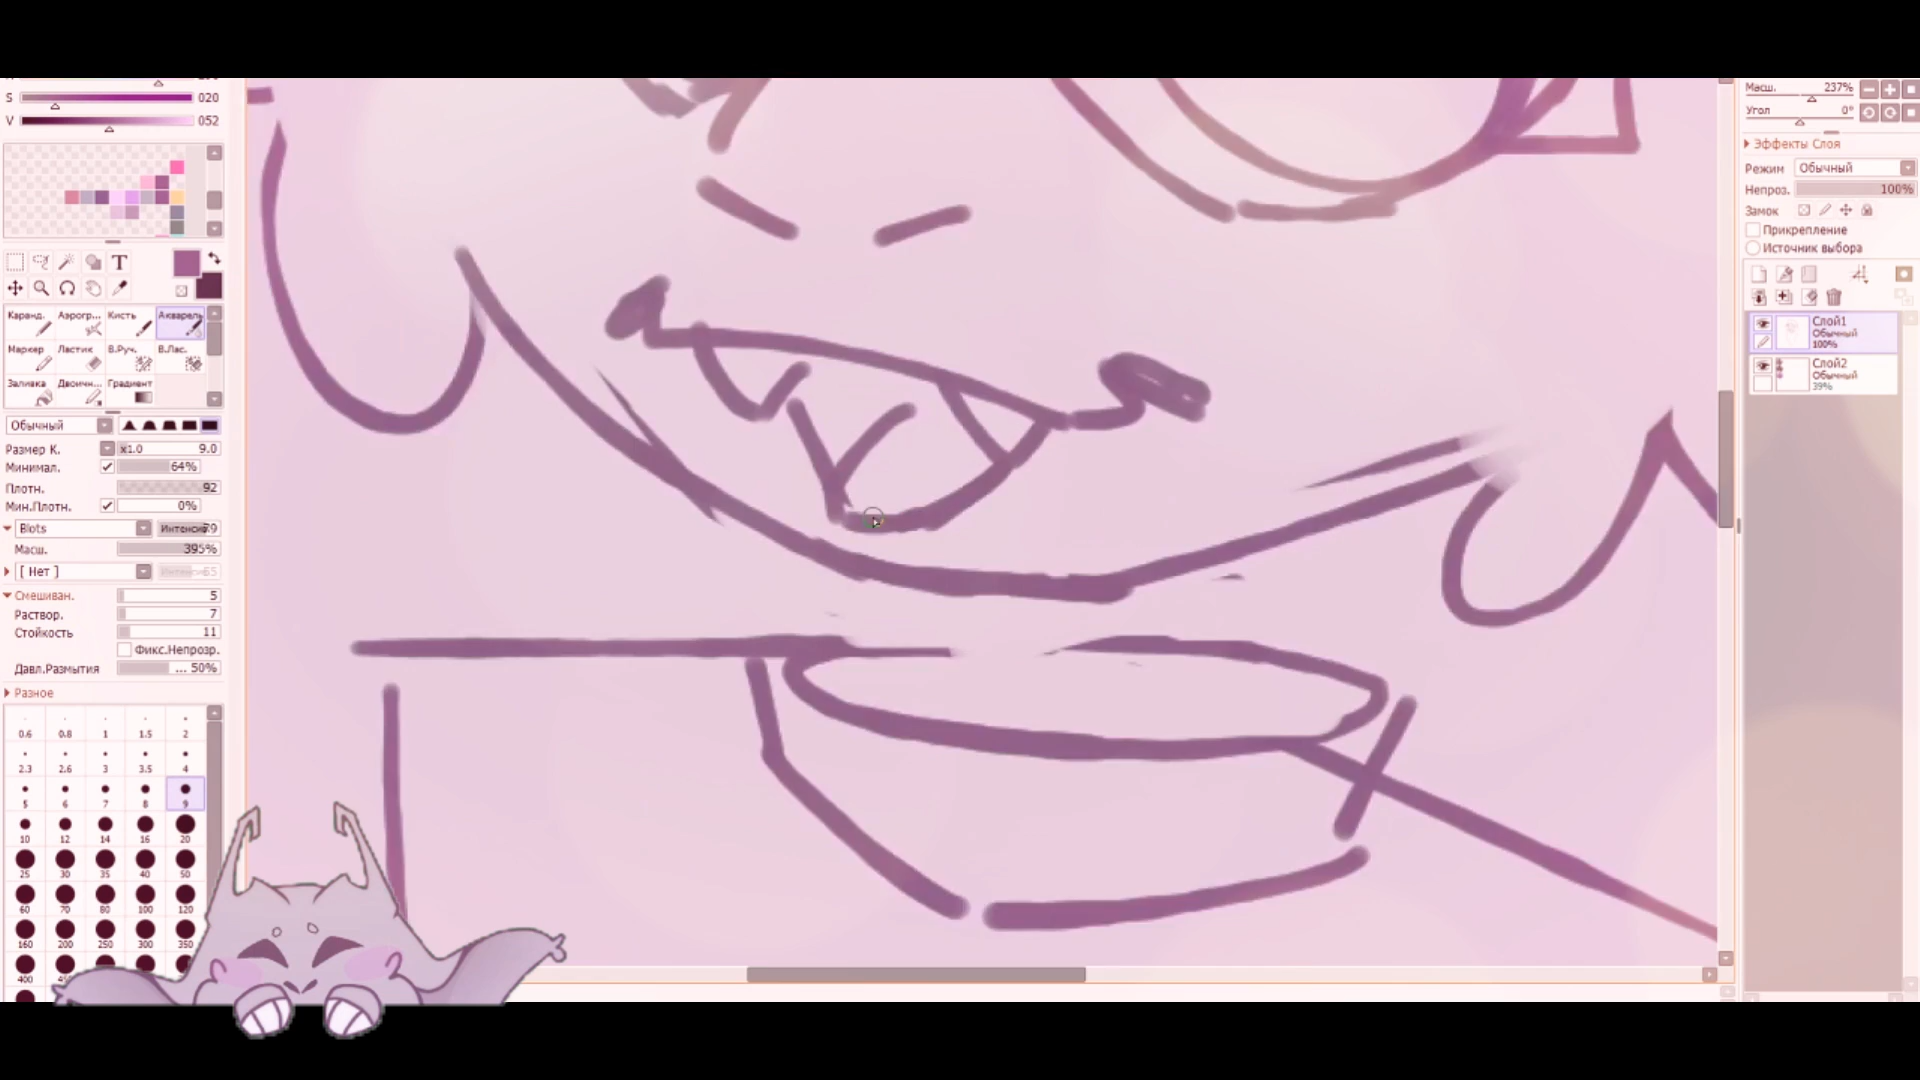 S 020
V 052
T
Каранд. Аэрогр... Кисть Акварель
Маркер Ластик В.Руч. В.Лас.
Заливка Двоичн... Градиент
Обычный
Размер К. x1.0 9.0
Минимал. 64%
Плотн. 92
Мин.Плотн. 0%
Blots
Масш. 395%
[ Нет ]
Смешиван. 5
Раствор. 7
Стойкость 11
Фикс.Непрозр.
Давл.Размытия ... 50%
Разное
0.6 0.8 1 1.5 2
2.3 2.6 3 3.5 4
5 6 7 8 9
10 12 14 16 20
25 30 35 40 50
60 70 80 100 120
160 200 250 300 350
400
Масш. 237%
Угол 0°
Эффекты Слоя
Режим Обычный
Непроз. 100%
Замок
Прикрепление
Источник выбора
Слой1
Обычный
100%
Слой2
Обычный
39%